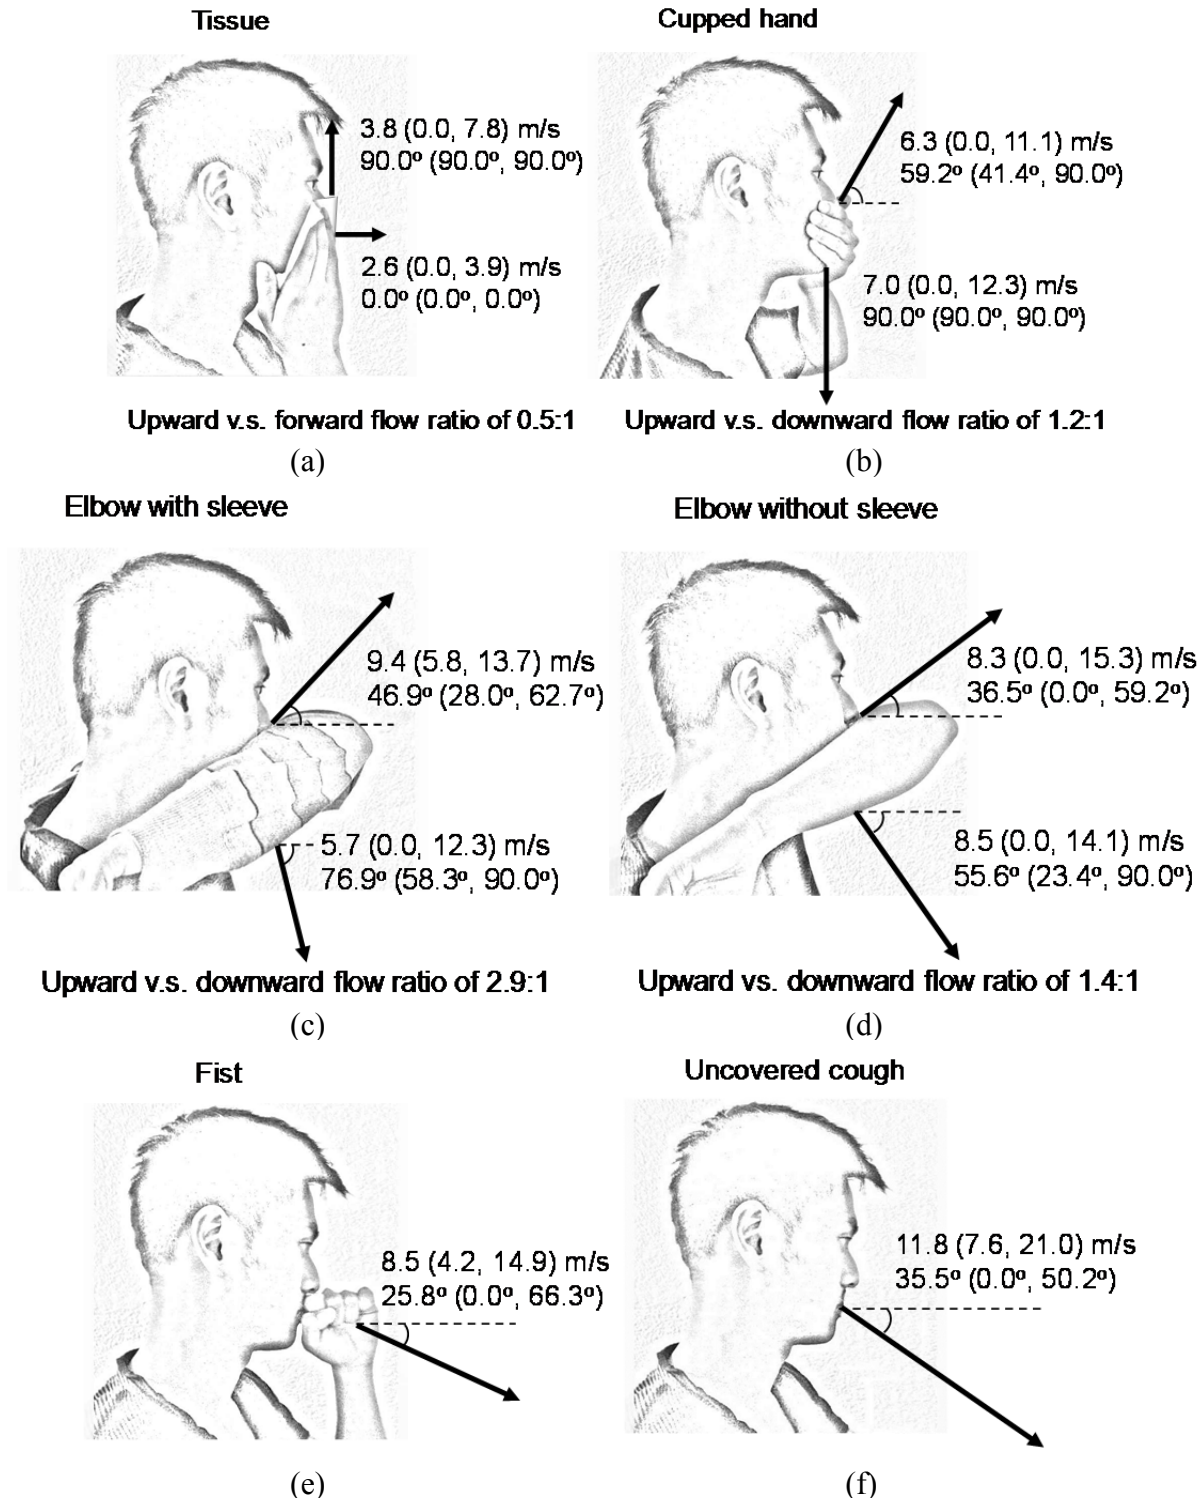 Tissue
3.8 (0.0, 7.8) m/s
90.0º (90.0º, 90.0º)
2.6 (0.0, 3.9) m/s
0.0º (0.0º, 0.0º)
Upward v.s. forward flow ratio of 0.5:1
(a)
Cupped hand
6.3 (0.0, 11.1) m/s
59.2º (41.4º, 90.0º)
7.0 (0.0, 12.3) m/s
90.0º (90.0º, 90.0º)
Upward v.s. downward flow ratio of 1.2:1
(b)
Elbow with sleeve
9.4 (5.8, 13.7) m/s
46.9º (28.0º, 62.7º)
5.7 (0.0, 12.3) m/s
76.9º (58.3º, 90.0º)
Upward v.s. downward flow ratio of 2.9:1
(c)
Elbow without sleeve
8.3 (0.0, 15.3) m/s
36.5º (0.0º, 59.2º)
8.5 (0.0, 14.1) m/s
55.6º (23.4º, 90.0º)
Upward vs. downward flow ratio of 1.4:1
(d)
Fist
8.5 (4.2, 14.9) m/s
25.8º (0.0º, 66.3º)
(e)
Uncovered cough
11.8 (7.6, 21.0) m/s
35.5º (0.0º, 50.2º)
(f)